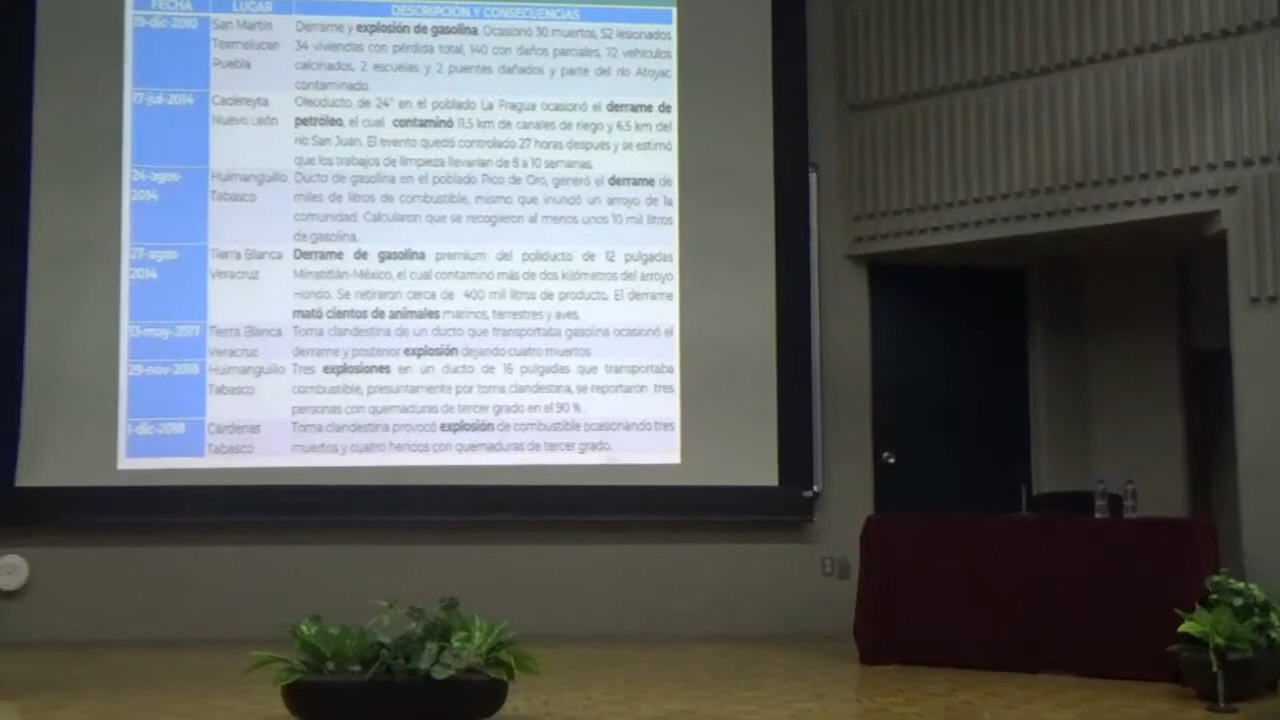 FECHA LUGAR DESCRIPCIÓN Y CONSECUENCIAS
19-dic-2010 San Martín Derrame y explosión de gasolina. Ocasionó 30 muertos, 52 lesionados
Texmelucan 34 viviendas con pérdida total, 140 con daños parciales, 72 vehículos
Puebla calcinados, 2 escuelas y 2 puentes dañados y parte del río Atoyac
contaminado.
17-jul-2014 Cadereyta Oleoducto de 24" en el poblado La Fragua ocasionó el derrame de
Nuevo León petróleo, el cual contaminó 11.5 km de canales de riego y 6.5 km del
río San Juan. El evento quedó controlado 27 horas después y se estimó
que los trabajos de limpieza llevarían de 8 a 10 semanas.
24-agos- Huimanguillo Ducto de gasolina en el poblado Pico de Oro, generó el derrame de
2014 Tabasco miles de litros de combustible, mismo que inundó un arroyo de la
comunidad. Calcularon que se recogieron al menos unos 10 mil litros
de gasolina.
27-agos- Tierra Blanca Derrame de gasolina premium del poliducto de 12 pulgadas
2014 Veracruz Minatitlán-México, el cual contaminó más de dos kilómetros del arroyo
Hondo. Se retiraron cerca de 400 mil litros de producto. El derrame
mató cientos de animales marinos, terrestres y aves.
13-may-2017 Tierra Blanca Toma clandestina de un ducto que transportaba gasolina ocasionó el
Veracruz derrame y posterior explosión dejando cuatro muertos
29-nov-2018 Huimanguillo Tres explosiones en un ducto de 16 pulgadas que transportaba
Tabasco combustible, presuntamente por toma clandestina, se reportaron tres
personas con quemaduras de tercer grado en el 90 %.
1-dic-2018 Cárdenas Toma clandestina provocó explosión de combustible ocasionando tres
Tabasco muertos y cuatro heridos con quemaduras de tercer grado.